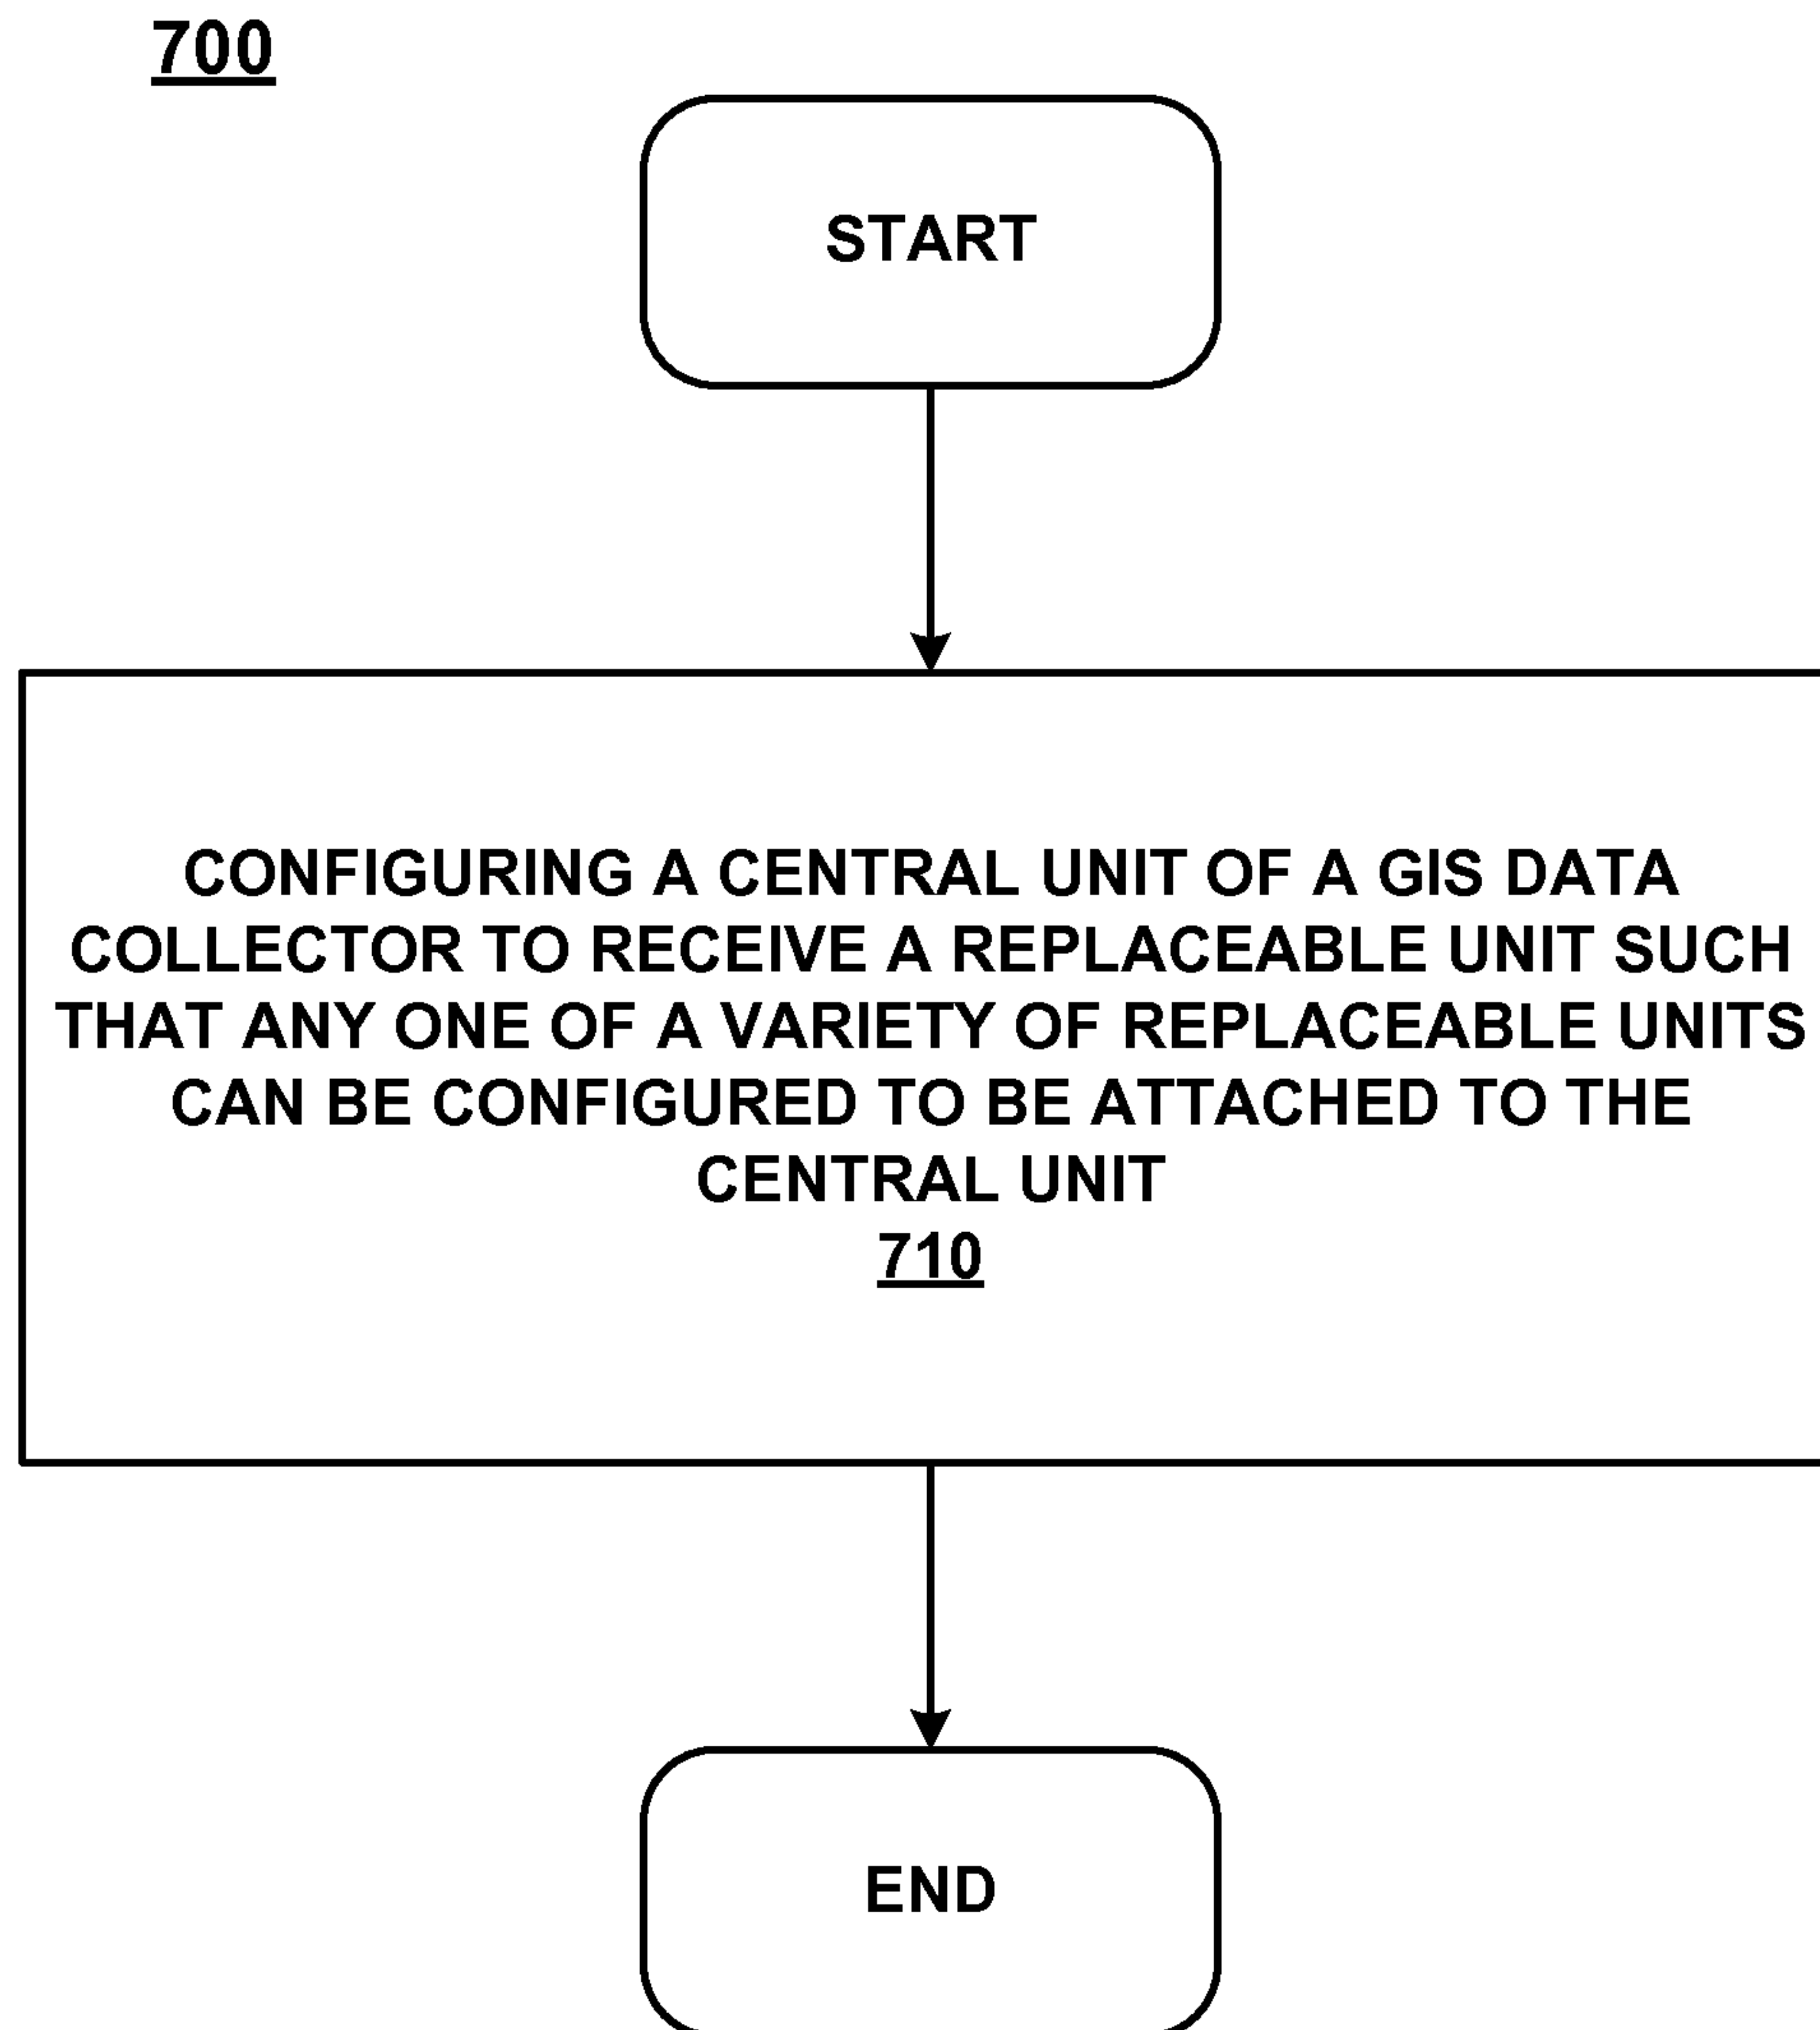 700
START
CONFIGURING A CENTRAL UNIT OF A GIS DATA
COLLECTOR TO RECEIVE A REPLACEABLE UNIT SUCH
THAT ANY ONE OF A VARIETY OF REPLACEABLE UNITS
CAN BE CONFIGURED TO BE ATTACHED TO THE
CENTRAL UNIT
710
END